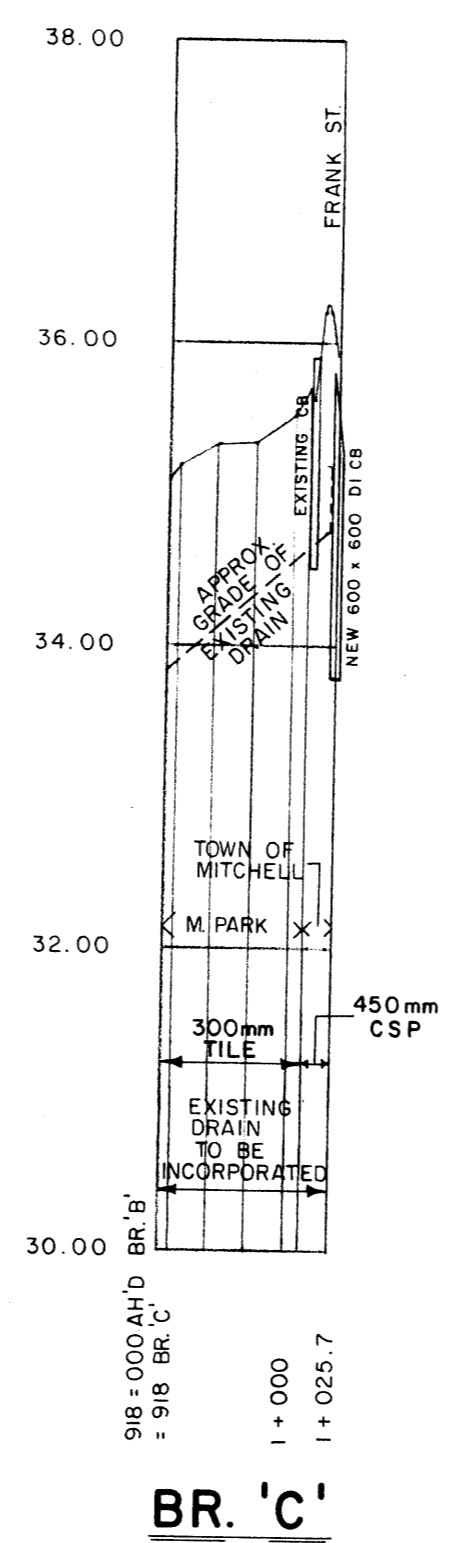 38.00
FRANK ST.
36.00
EXISTING CB
NEW 600 x 600 DICB
APPROX.
GRADE OF
EXISTING
DRAIN
34.00
TOWN OF
MITCHELL
M. PARK
32.00
450mm
CSP
300mm
TILE
EXISTING
DRAIN
TO BE
INCORPORATED
30.00
918 = 000 AH'D BR.'B'
= 918 BR.'C'
1 + 000
1 + 025.7
BR. 'C'